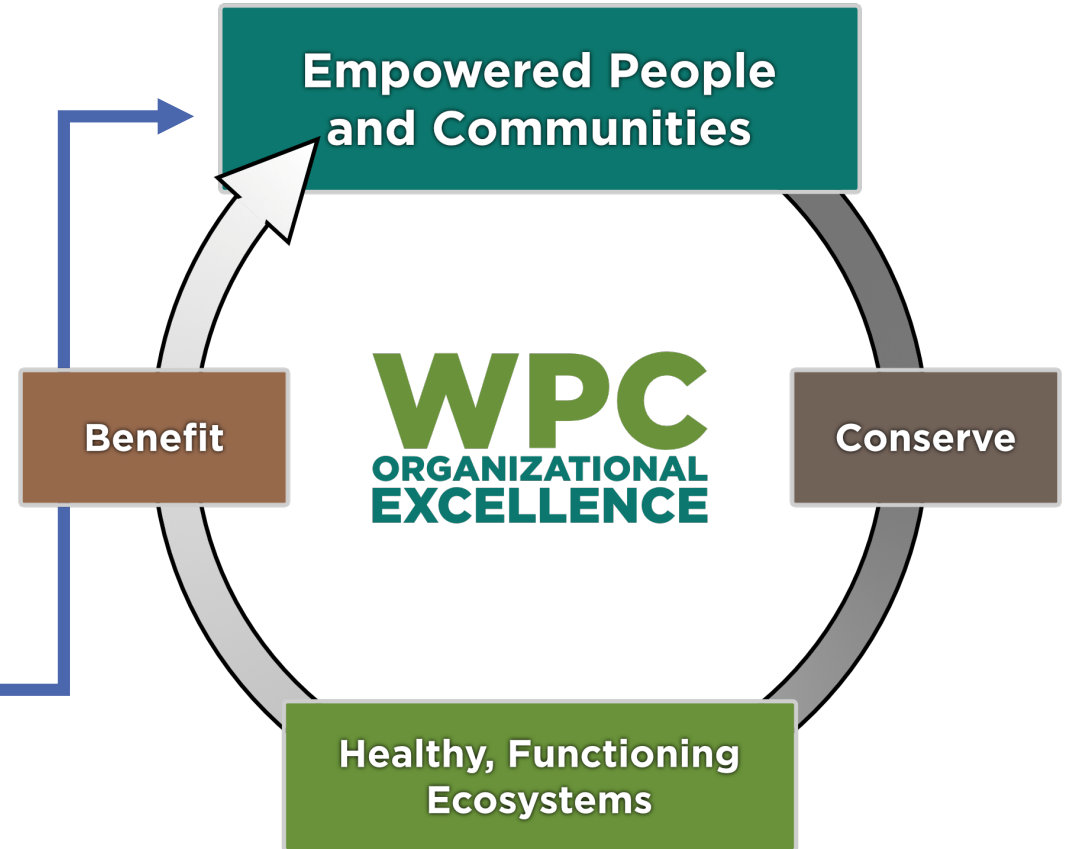 Empowered People
and Communities
Benefit
WPC
ORGANIZATIONAL
EXCELLENCE
Conserve
Healthy, Functioning
Ecosystems